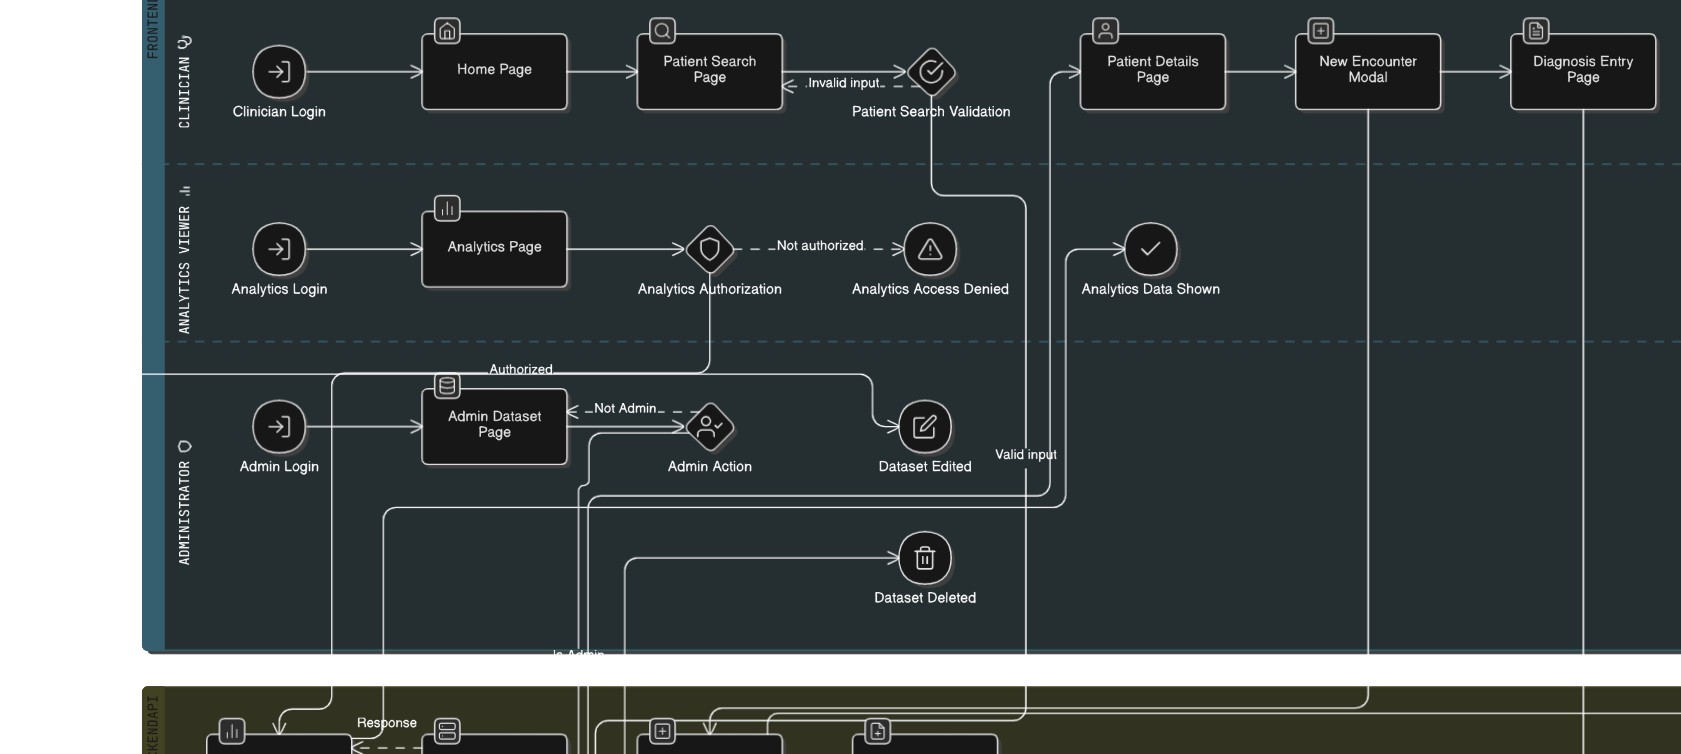 FRONTEND
CLINICIAN
Clinician Login
Home Page
Patient Search
Page
Invalid input
Patient Search Validation
Patient Details
Page
New Encounter
Modal
Diagnosis Entry
Page
ANALYTICS VIEWER
Analytics Login
Analytics Page
Analytics Authorization
Not authorized
Analytics Access Denied
Analytics Data Shown
Authorized
ADMINISTRATOR
Admin Login
Admin Dataset
Page
Not Admin
Admin Action
Dataset Edited
Valid input
Dataset Deleted
Is Admin
KENDAPI
Response